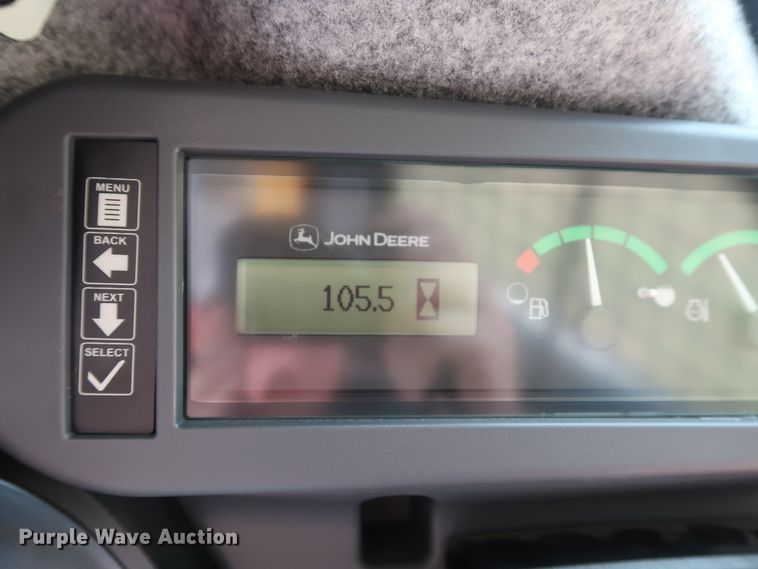 MENU
BACK
NEXT
SELECT
JOHN DEERE
105.5
Purple Wave Auction